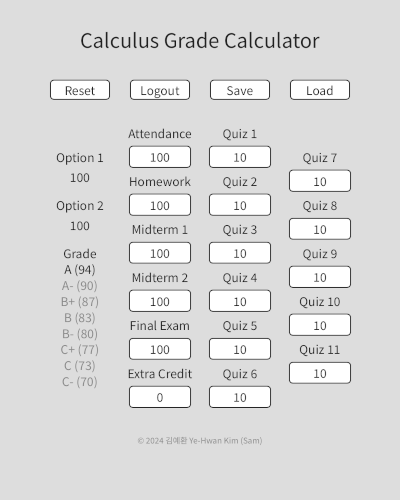 Calculus Grade Calculator
Reset Logout Save Load
Attendance Quiz 1
Option 1 100 10 Quiz 7
100 Homework Quiz 2 10
Option 2 100 10 Quiz 8
100 Midterm 1 Quiz 3 10
Grade 100 10 Quiz 9
A (94) Midterm 2 Quiz 4 10
A- (90)
B+ (87) 100 10 Quiz 10
B (83) Final Exam Quiz 5 10
B- (80)
C+ (77) 100 10 Quiz 11
C (73) Extra Credit Quiz 6 10
C- (70)
0 10
© 2024 김예환 Ye-Hwan Kim (Sam)